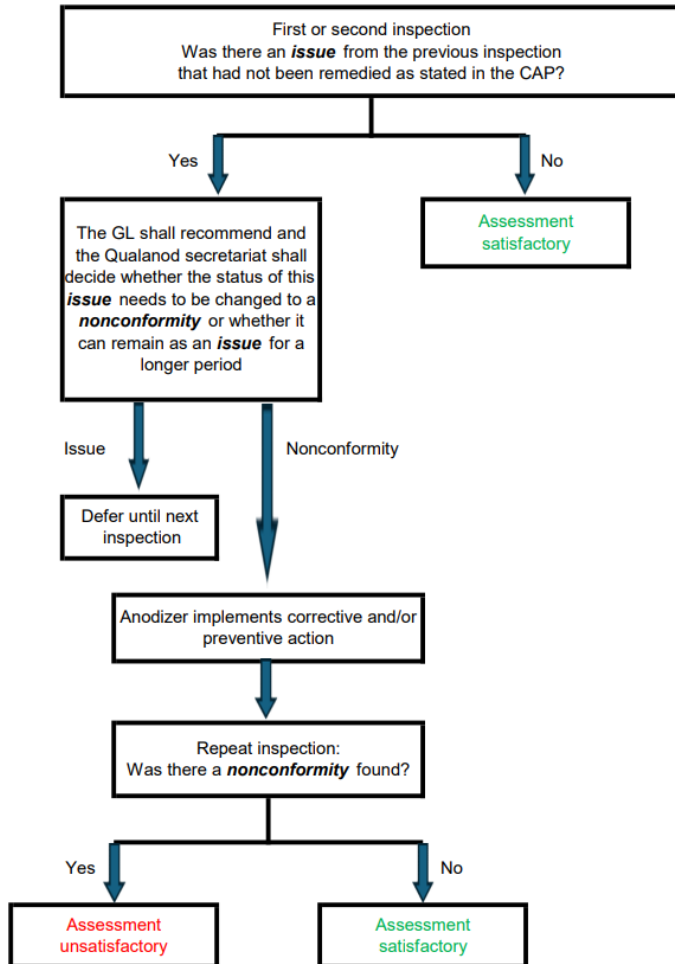 First or second inspection
Was there an issue from the previous inspection
that had not been remedied as stated in the CAP?
Yes
No
The GL shall recommend and
the Qualanod secretariat shall
decide whether the status of this
issue needs to be changed to a
nonconformity or whether it
can remain as an issue for a
longer period
Assessment
satisfactory
Issue
Nonconformity
Defer until next
inspection
Anodizer implements corrective and/or
preventive action
Repeat inspection:
Was there a nonconformity found?
Yes
No
Assessment
unsatisfactory
Assessment
satisfactory